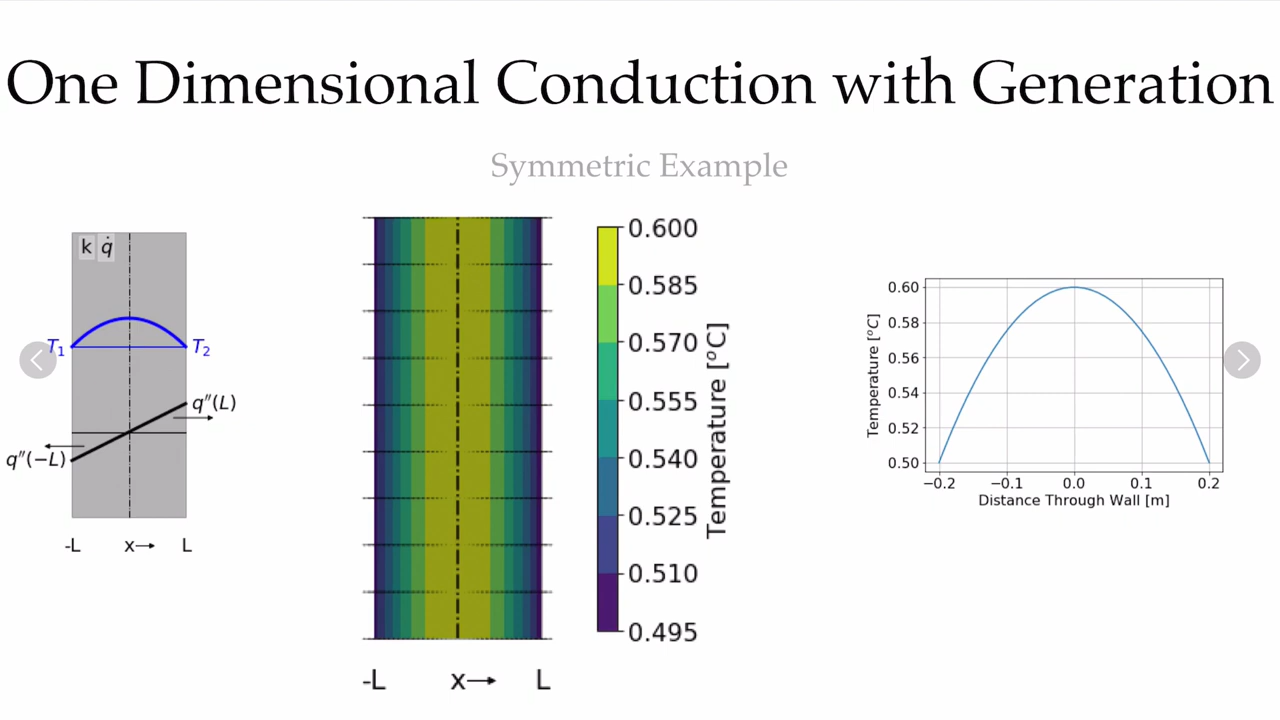 One Dimensional Conduction with Generation
Symmetric Example
k q̇
T₁
T₂
q″(L)
q″(−L)
-L x→ L
0.600
0.585
0.570
0.555
0.540
0.525
0.510
0.495
Temperature [°C]
-L x→ L
0.60
0.58
0.56
0.54
0.52
0.50
Temperature [°C]
−0.2 −0.1 0.0 0.1 0.2
Distance Through Wall [m]